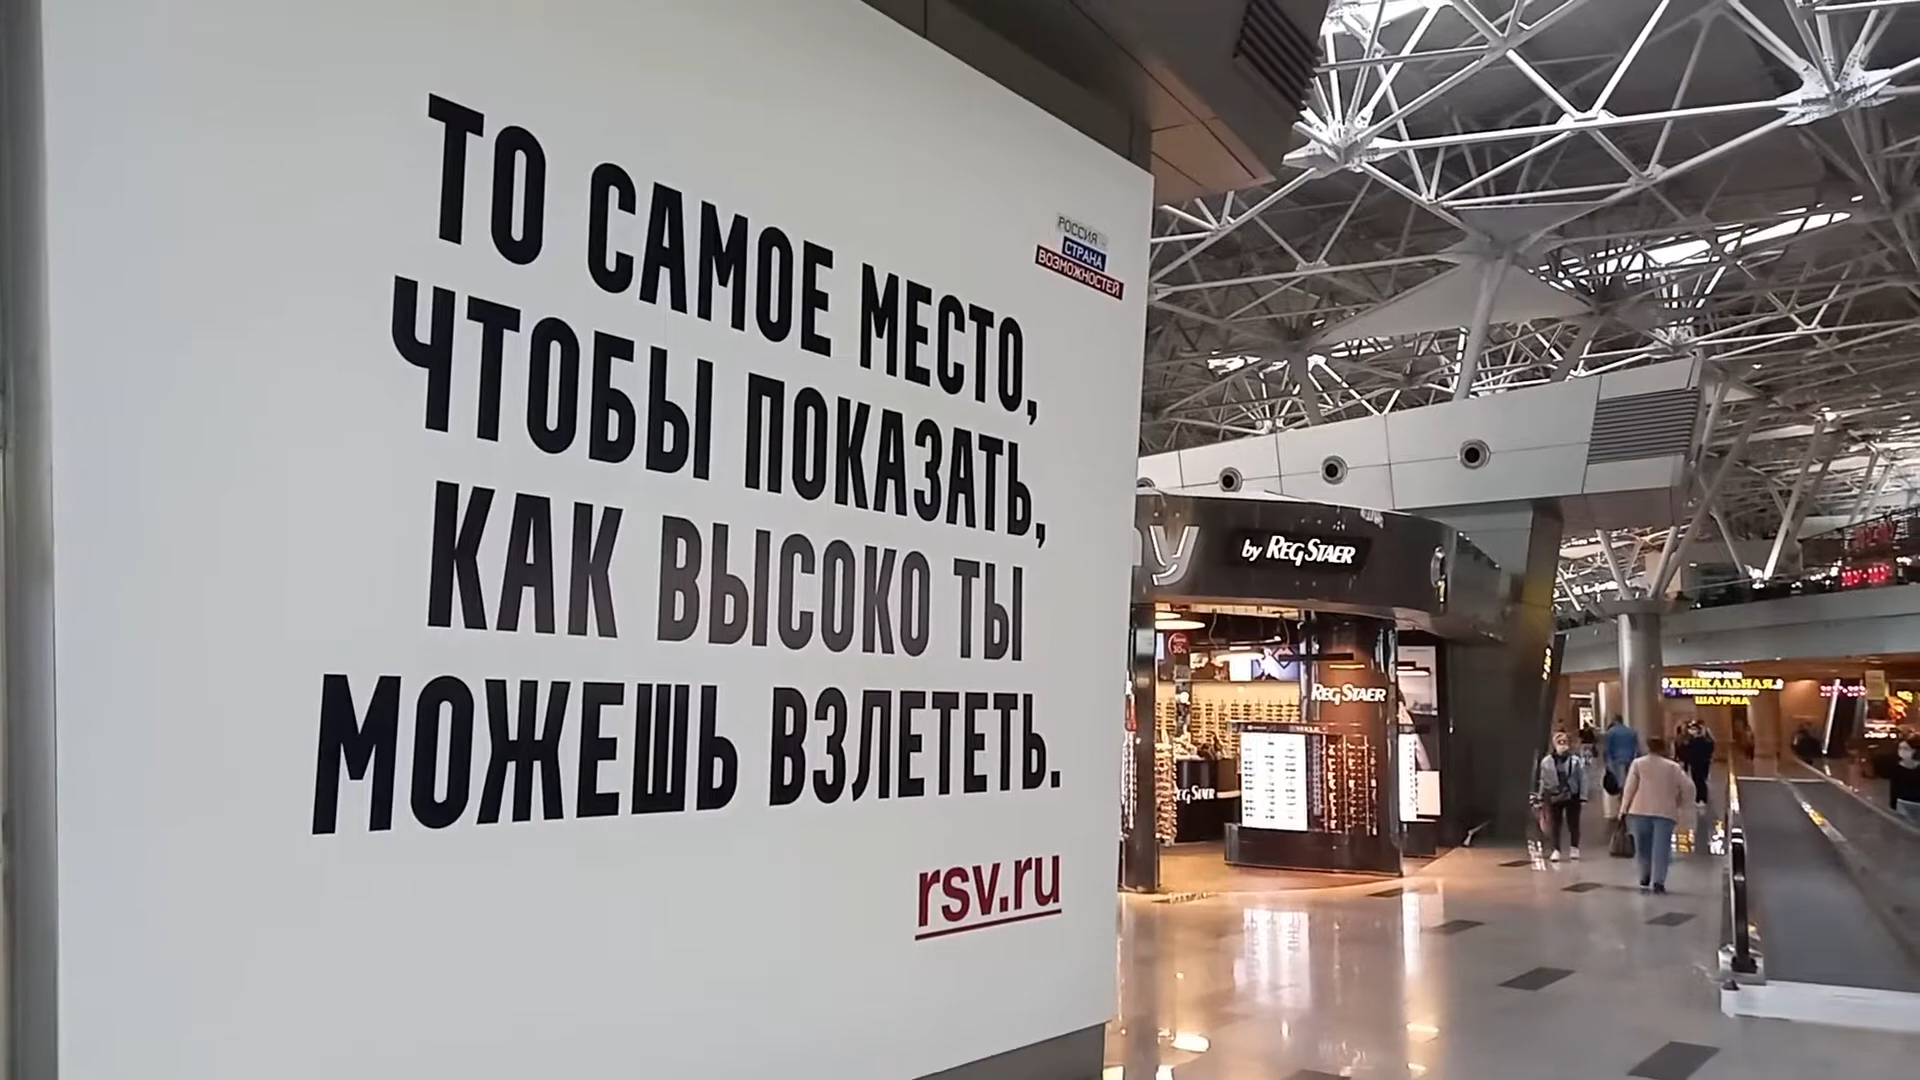 ТО САМОЕ МЕСТО,
ЧТОБЫ ПОКАЗАТЬ,
КАК ВЫСОКО ТЫ
МОЖЕШЬ ВЗЛЕТЕТЬ.
rsv.ru
РОССИЯ
СТРАНА
ВОЗМОЖНОСТЕЙ
by REG STAER
REG STAER
REG STAER
ХИНКАЛЬНАЯ
ШАУРМА